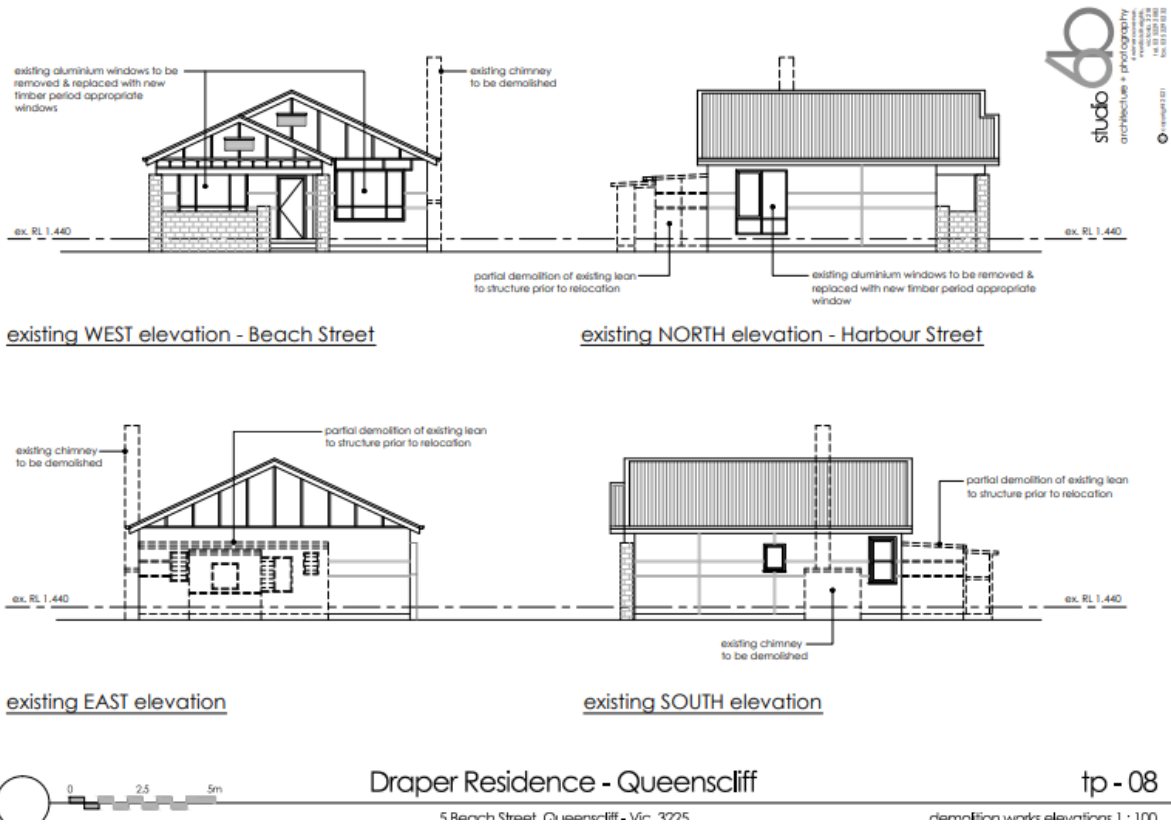 existing aluminium windows to be
removed & replaced with new
timber period appropriate
windows
existing chimney
to be demolished
ex. RL 1.440
existing WEST elevation - Beach Street
ex. RL 1.440
partial demolition of existing lean
to structure prior to relocation
existing aluminium windows to be removed &
replaced with new timber period appropriate
window
existing NORTH elevation - Harbour Street
studio
architecture + photography
existing chimney
to be demolished
partial demolition of existing lean
to structure prior to relocation
ex. RL 1.440
existing EAST elevation
partial demolition of existing lean
to structure prior to relocation
ex. RL 1.440
existing chimney
to be demolished
existing SOUTH elevation
0 2.5 5m
Draper Residence - Queenscliff
tp - 08
5 Beach Street, Queenscliff - Vic. 3225
demolition works elevations 1 : 100